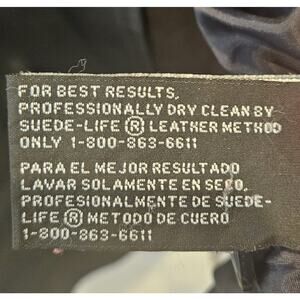 FOR BEST RESULTS,
PROFESSIONALLY DRY CLEAN BY
SUEDE-LIFE ® LEATHER METHOD
ONLY 1-800-863-6611
PARA EL MEJOR RESULTADO
LAVAR SOLAMENTE EN SECO,
PROFESIONALMENTE DE SUEDE-
LIFE ® METODO DE CUERO
1-800-863-6611